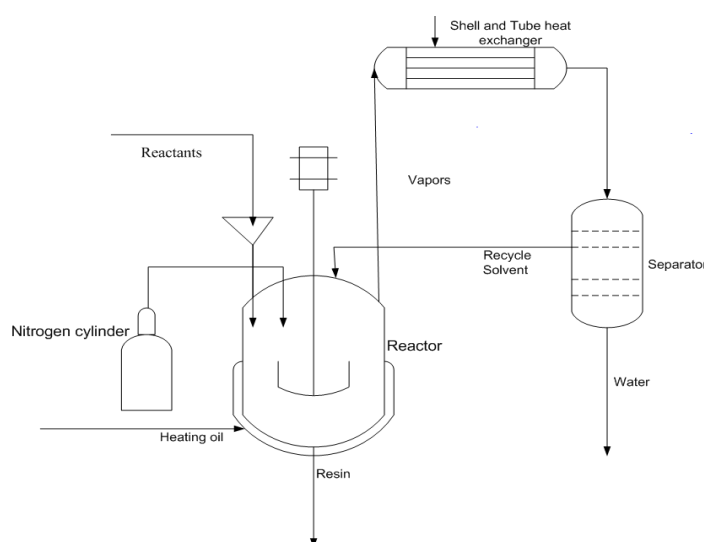 Shell and Tube heat
exchanger
Reactants
Vapors
Recycle
Solvent
Separator
Nitrogen cylinder
Reactor
Water
Heating oil
Resin